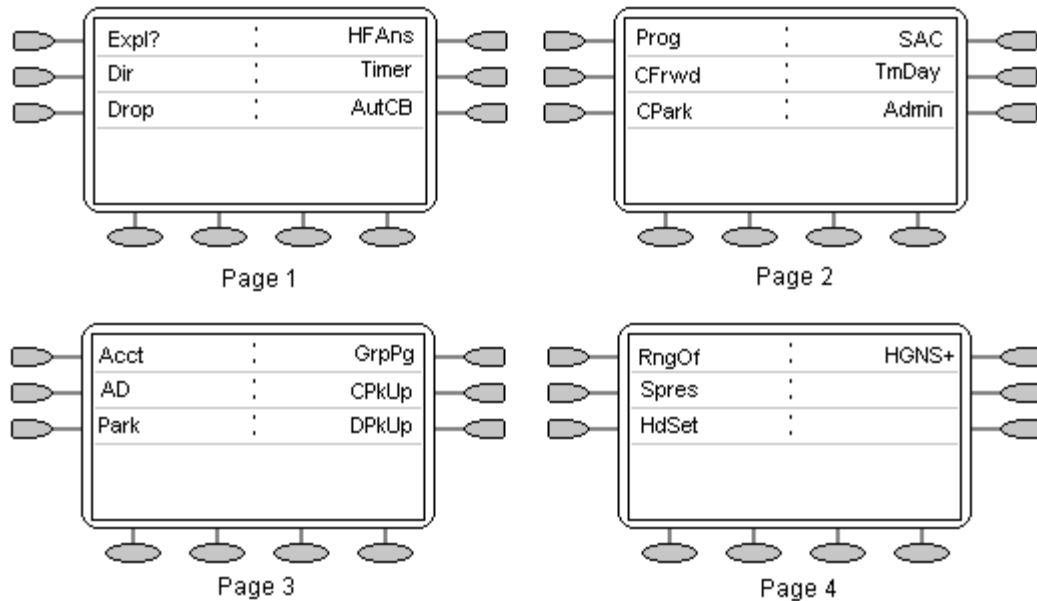 Expl? : HFAns
Dir Timer
Drop : AutCB
Page 1
Prog : SAC
CFrwd TmDay
CPark : Admin
Page 2
Acct : GrpPg
AD CPkUp
Park : DPkUp
Page 3
RngOf : HGNS+
Spres
HdSet :
Page 4